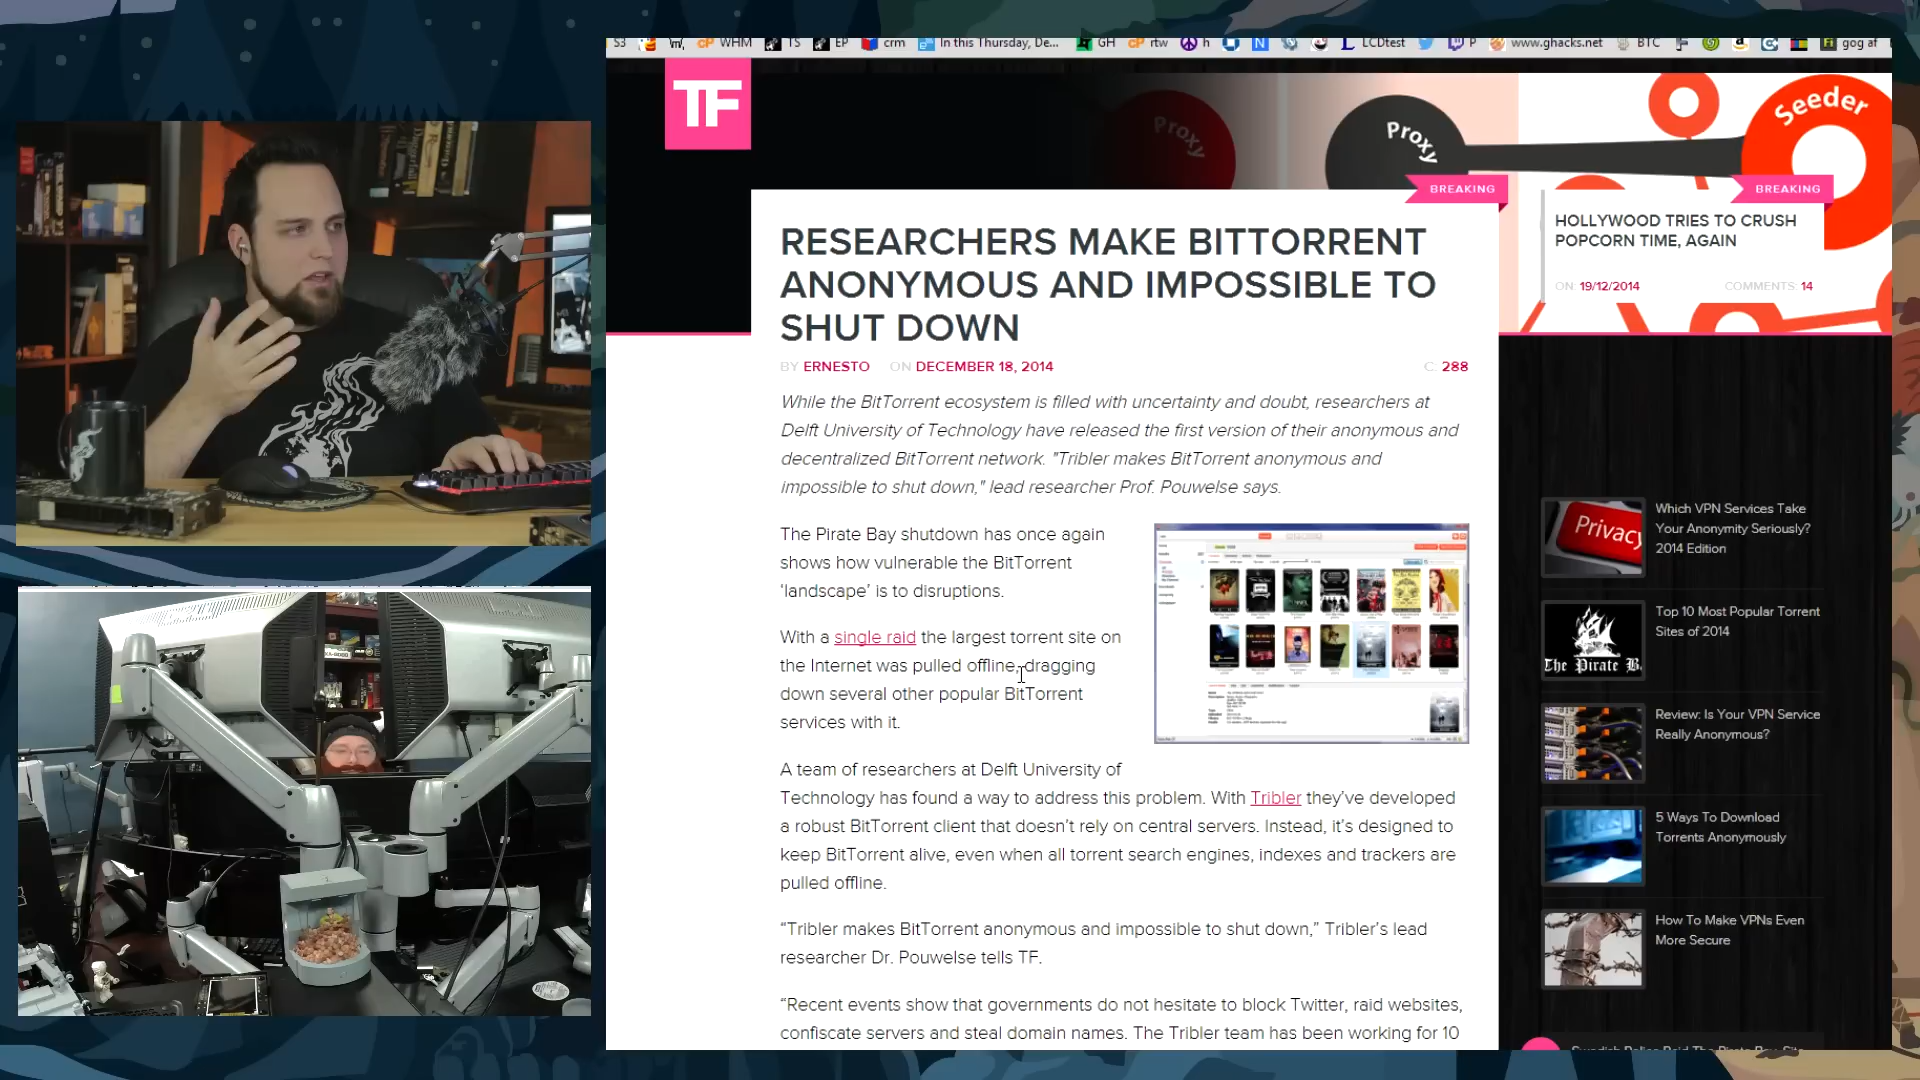 S3
WHM
TS
EP
crm
In this Thursday, De...
GH
rtw
h
N
LCDtest
P
www.ghacks.net
BTC
gog af
TF
Proxy
Proxy
Seeder
BREAKING
BREAKING
RESEARCHERS MAKE BITTORRENT
ANONYMOUS AND IMPOSSIBLE TO
SHUT DOWN
BY ERNESTO ON DECEMBER 18, 2014
C: 288
HOLLYWOOD TRIES TO CRUSH
POPCORN TIME, AGAIN
ON: 19/12/2014 COMMENTS: 14
While the BitTorrent ecosystem is filled with uncertainty and doubt, researchers at
Delft University of Technology have released the first version of their anonymous and
decentralized BitTorrent network. "Tribler makes BitTorrent anonymous and
impossible to shut down," lead researcher Prof. Pouwelse says.
The Pirate Bay shutdown has once again
shows how vulnerable the BitTorrent
‘landscape’ is to disruptions.
With a single raid the largest torrent site on
the Internet was pulled offline, dragging
down several other popular BitTorrent
services with it.
A team of researchers at Delft University of
Technology has found a way to address this problem. With Tribler they’ve developed
a robust BitTorrent client that doesn’t rely on central servers. Instead, it’s designed to
keep BitTorrent alive, even when all torrent search engines, indexes and trackers are
pulled offline.
“Tribler makes BitTorrent anonymous and impossible to shut down,” Tribler’s lead
researcher Dr. Pouwelse tells TF.
“Recent events show that governments do not hesitate to block Twitter, raid websites,
confiscate servers and steal domain names. The Tribler team has been working for 10
Privacy
Which VPN Services Take
Your Anonymity Seriously?
2014 Edition
The Pirate B
Top 10 Most Popular Torrent
Sites of 2014
Review: Is Your VPN Service
Really Anonymous?
5 Ways To Download
Torrents Anonymously
How To Make VPNs Even
More Secure